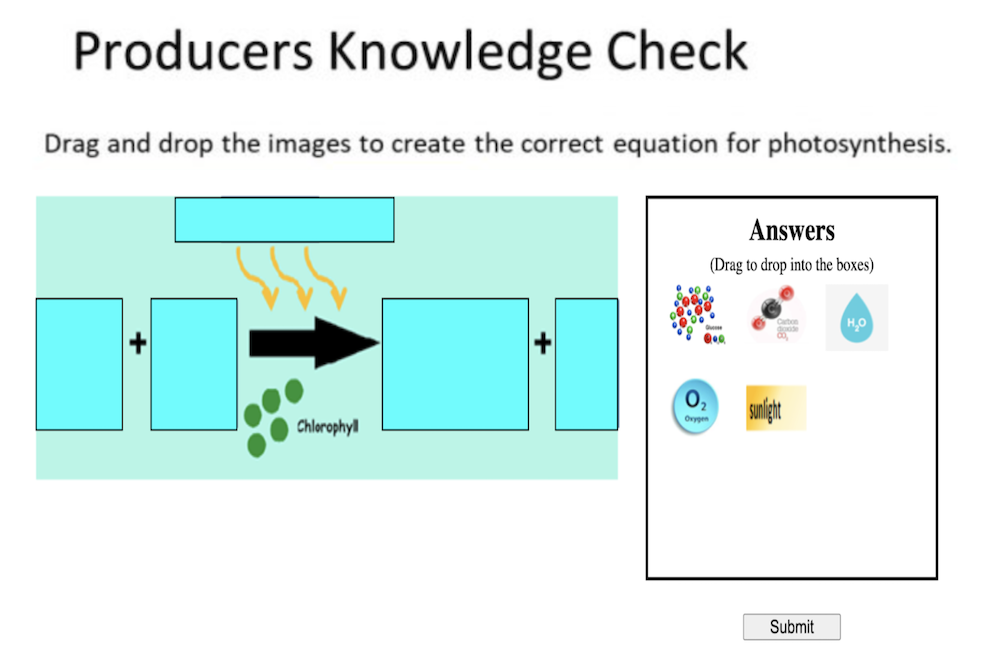 Producers Knowledge Check
Drag and drop the images to create the correct equation for photosynthesis.
+
+
Chlorophyll
Answers
(Drag to drop into the boxes)
Glucose
Carbon
dioxide
CO₂
H₂O
O₂
Oxygen
sunlight
Submit